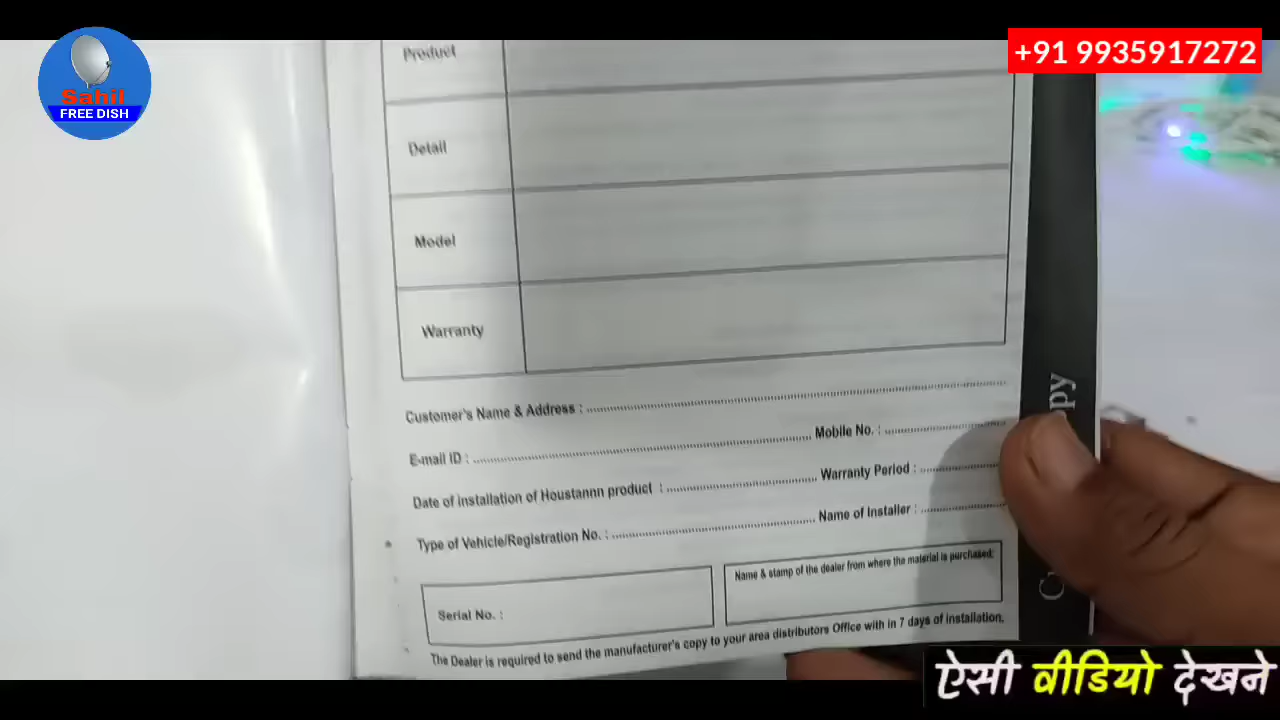 Sahil
FREE DISH
+91 9935917272
Product
Detail
Model
Warranty
Customer's Name & Address :
E-mail ID : Mobile No. :
Date of installation of Houstannn product : Warranty Period :
Type of Vehicle/Registration No. : Name of Installer :
Serial No. :
Name & stamp of the dealer from where the material is purchased:
The Dealer is required to send the manufacturer's copy to your area distributors Office with in 7 days of installation.
ऐसी वीडियो देखने